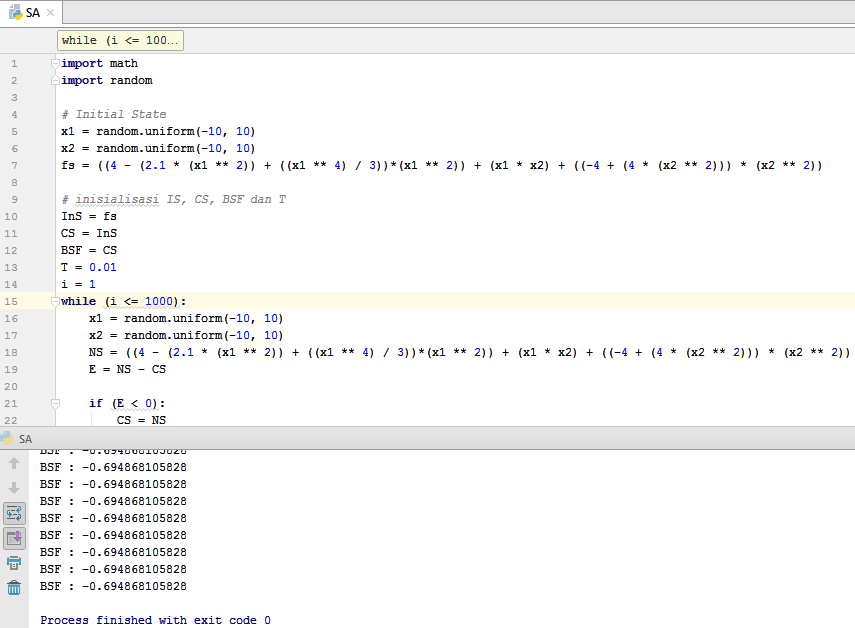 SA
while (i <= 100...
1 import math
2 import random
3
4 # Initial State
5 x1 = random.uniform(-10, 10)
6 x2 = random.uniform(-10, 10)
7 fs = ((4 - (2.1 * (x1 ** 2)) + ((x1 ** 4) / 3))*(x1 ** 2)) + (x1 * x2) + ((-4 + (4 * (x2 ** 2))) * (x2 ** 2))
8
9 # inisialisasi IS, CS, BSF dan T
10 InS = fs
11 CS = InS
12 BSF = CS
13 T = 0.01
14 i = 1
15 while (i <= 1000):
16 x1 = random.uniform(-10, 10)
17 x2 = random.uniform(-10, 10)
18 NS = ((4 - (2.1 * (x1 ** 2)) + ((x1 ** 4) / 3))*(x1 ** 2)) + (x1 * x2) + ((-4 + (4 * (x2 ** 2))) * (x2 ** 2))
19 E = NS - CS
20
21 if (E < 0):
22 CS = NS
SA
BSF : -0.694868105828
BSF : -0.694868105828
BSF : -0.694868105828
BSF : -0.694868105828
BSF : -0.694868105828
BSF : -0.694868105828
BSF : -0.694868105828
BSF : -0.694868105828
BSF : -0.694868105828
Process finished with exit code 0